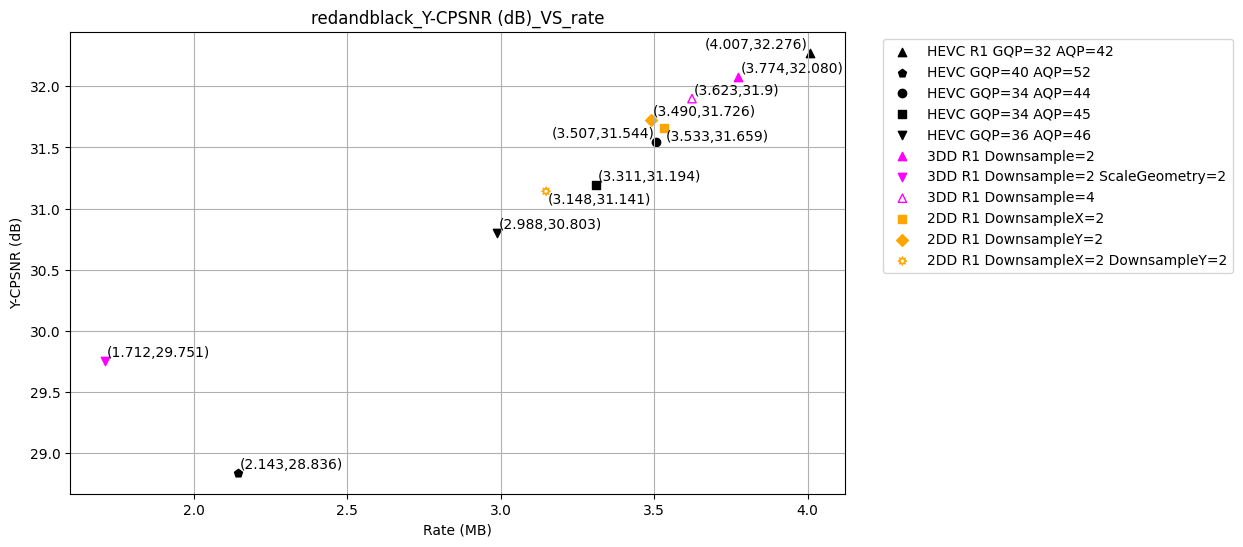 redandblack_Y-CPSNR (dB)_VS_rate
(4.007,32.276)
(3.774,32.080)
(3.623,31.9)
(3.490,31.726)
(3.507,31.544)
(3.533,31.659)
(3.311,31.194)
(3.148,31.141)
(2.988,30.803)
(1.712,29.751)
(2.143,28.836)
32.0
31.5
31.0
30.5
30.0
29.5
29.0
Y-CPSNR (dB)
2.0
2.5
3.0
3.5
4.0
Rate (MB)
HEVC R1 GQP=32 AQP=42
HEVC GQP=40 AQP=52
HEVC GQP=34 AQP=44
HEVC GQP=34 AQP=45
HEVC GQP=36 AQP=46
3DD R1 Downsample=2
3DD R1 Downsample=2 ScaleGeometry=2
3DD R1 Downsample=4
2DD R1 DownsampleX=2
2DD R1 DownsampleY=2
2DD R1 DownsampleX=2 DownsampleY=2